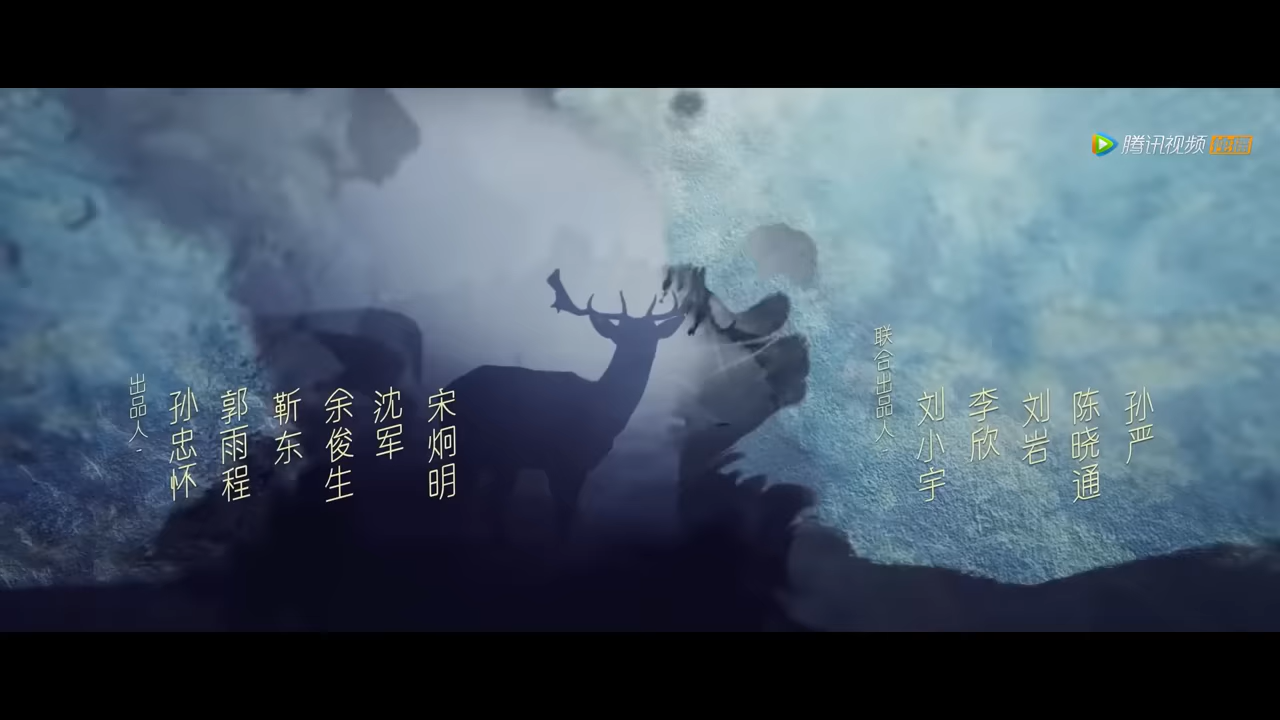 腾讯视频
出品人
孙忠怀
郭雨程
靳东
余俊生
沈军
宋炯明
联合出品人
刘小宇
李欣
刘岩
陈晓通
孙严